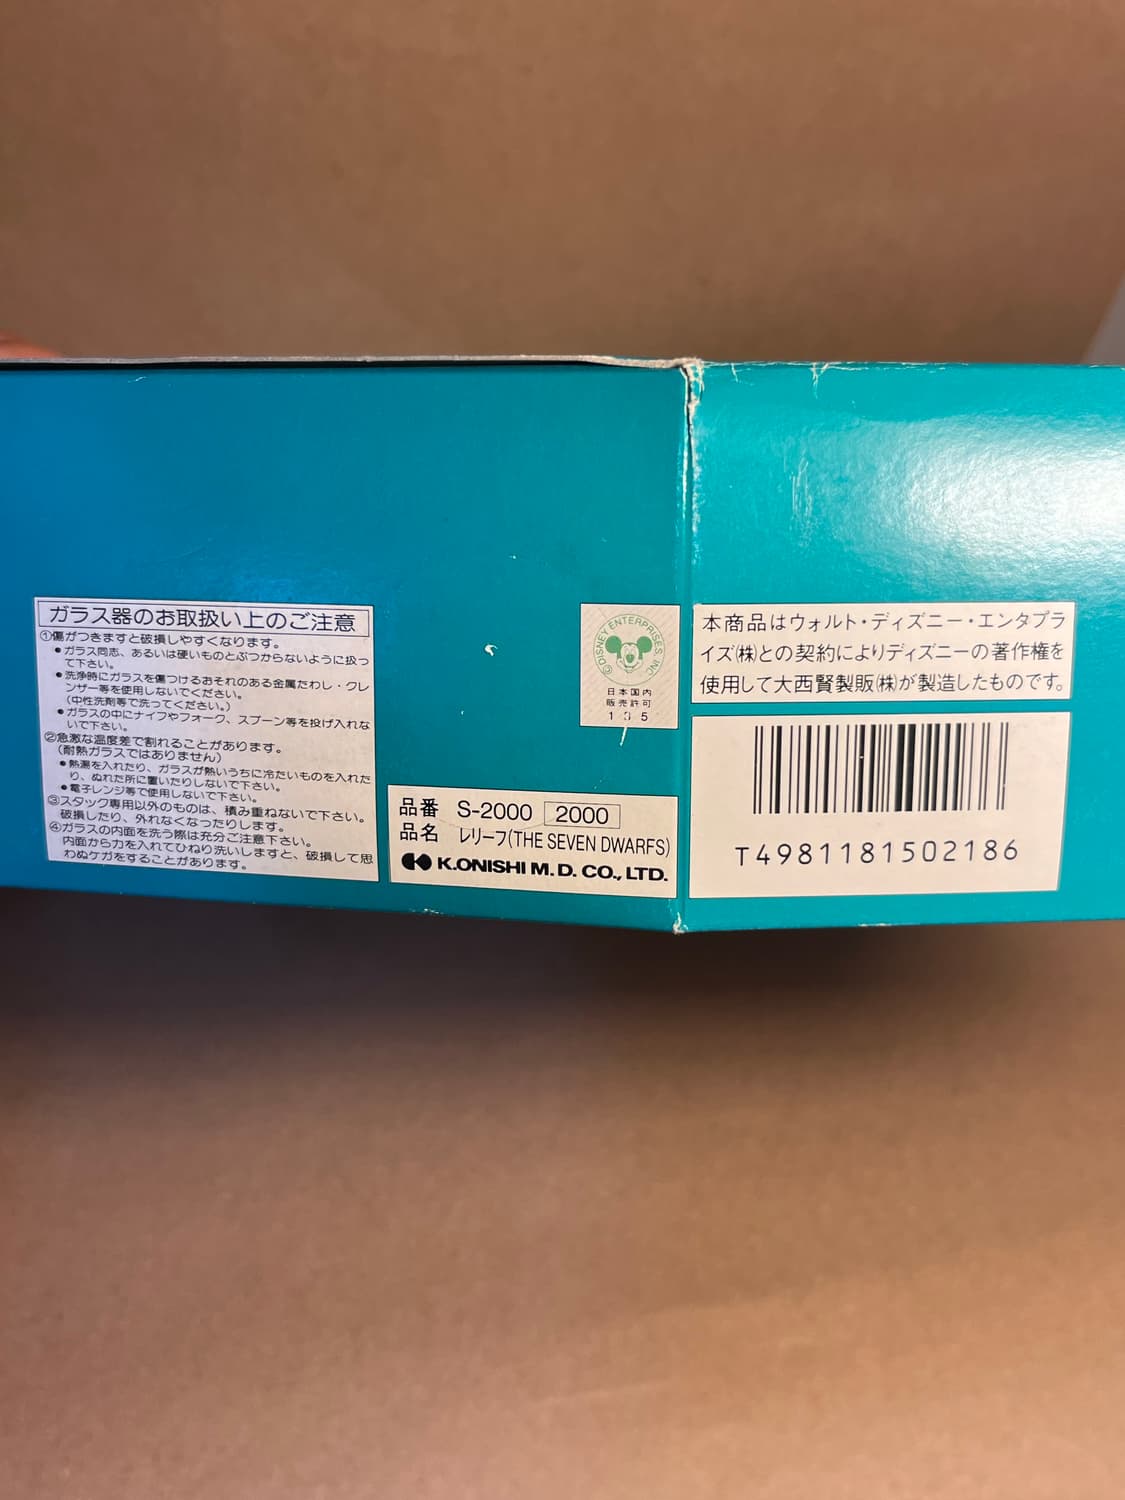 ガラス器のお取扱い上のご注意
①傷がつきますと破損しやすくなります。
●ガラス同志、あるいは硬いものとぶつからないように扱っ
て下さい。
●洗浄時にガラスを傷つけるおそれのある金属たわし・クレ
ンザー等を使用しないでください。
(中性洗剤等で洗ってください。)
●ガラスの中にナイフやフォーク、スプーン等を投げ入れな
いで下さい。
②急激な温度差で割れることがあります。
(耐熱ガラスではありません)
●熱湯を入れたり、ガラスが熱いうちに冷たいものを入れた
り、ぬれた所に置いたりしないで下さい。
●電子レンジ等で使用しないで下さい。
③スタック専用以外のものは、積み重ねないで下さい。
破損したり、外れなくなったりします。
④ガラスの内面を洗う際は充分ご注意下さい。
内面から力を入れてひねり洗いしますと、破損して思
わぬケガをすることがあります。
品番 S-2000 2000
品名 レリーフ(THE SEVEN DWARFS)
K.ONISHI M.D. CO., LTD.
©DISNEY ENTERPRISES, INC
日本国内
販売許可
135
本商品はウォルト・ディズニー・エンタプラ
イズ㈱との契約によりディズニーの著作権を
使用して大西賢製販㈱が製造したものです。
T4981181502186